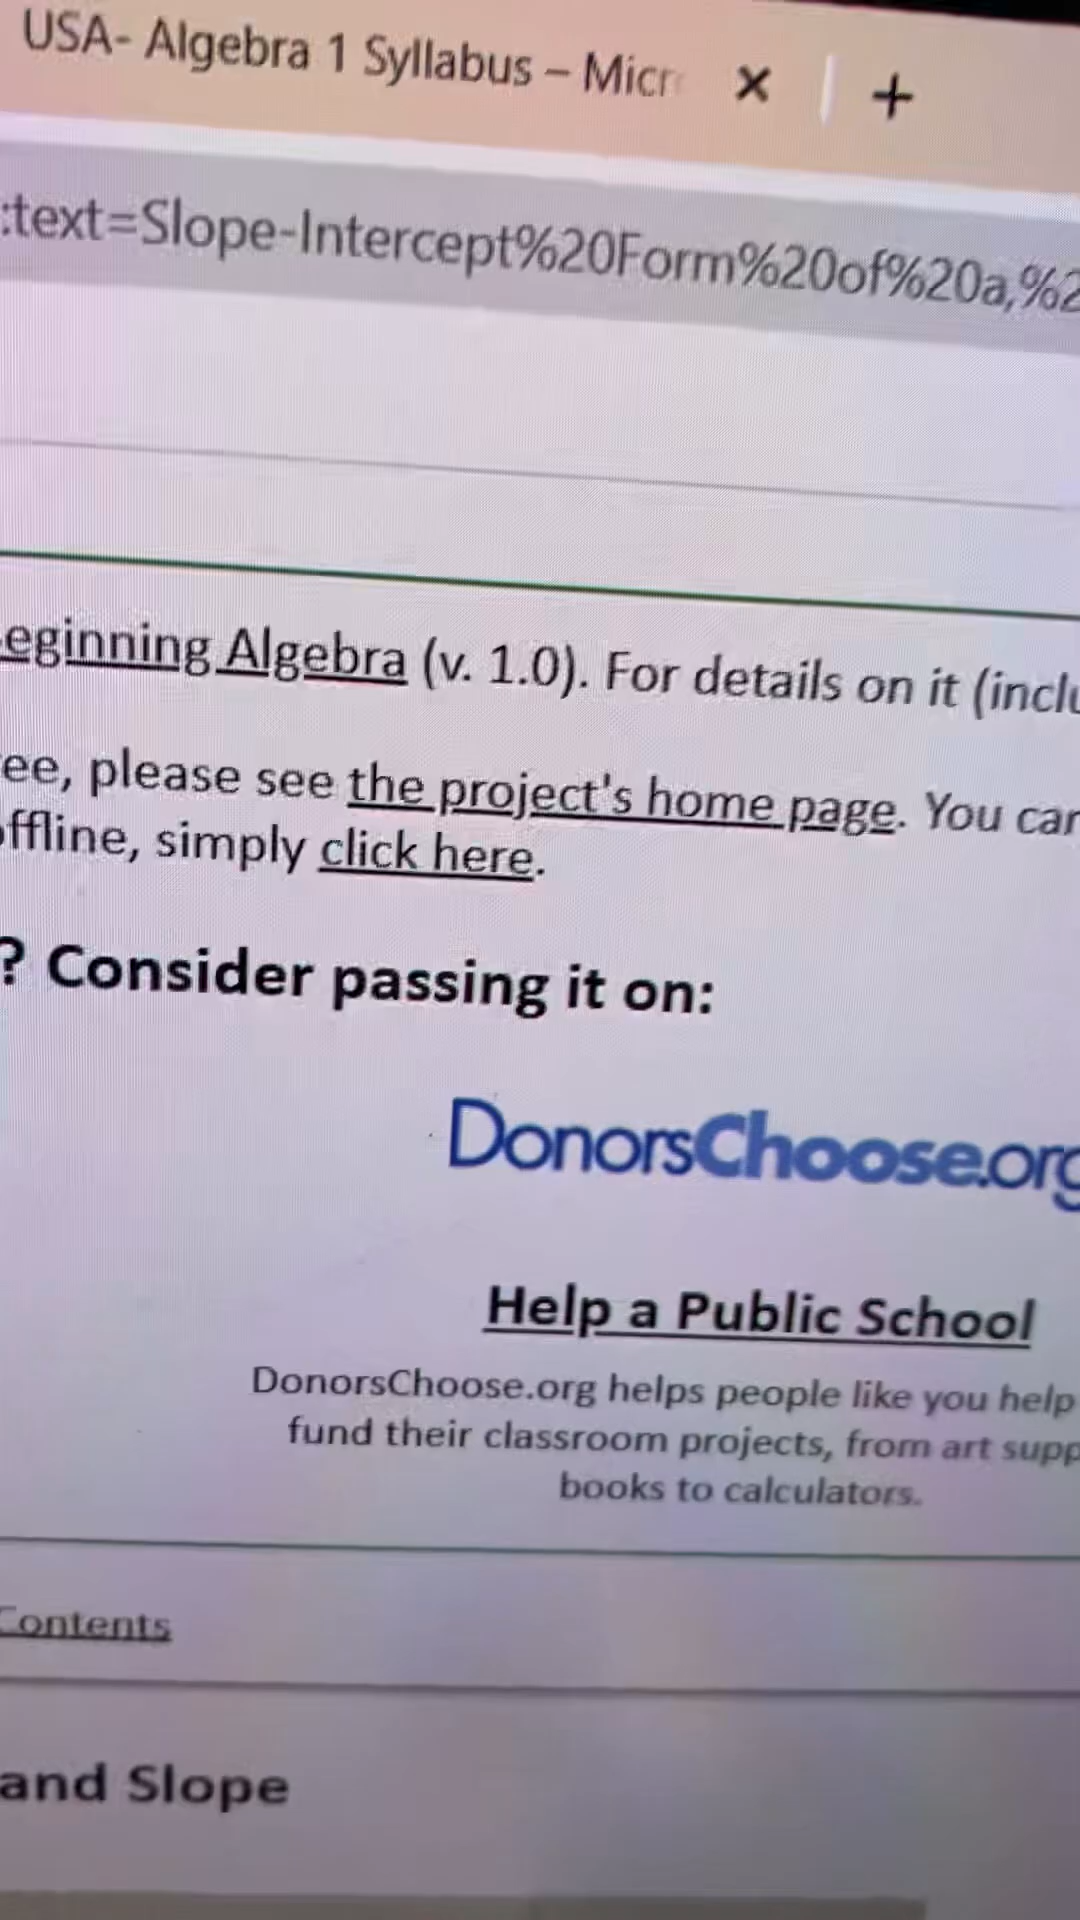 USA- Algebra 1 Syllabus – Micr
:text=Slope-Intercept%20Form%20of%20a,%2
eginning Algebra (v. 1.0). For details on it (inclu
ee, please see the project's home page. You can
ffline, simply click here.
? Consider passing it on:
DonorsChoose.org
Help a Public School
DonorsChoose.org helps people like you help
fund their classroom projects, from art supp
books to calculators.
Contents
and Slope